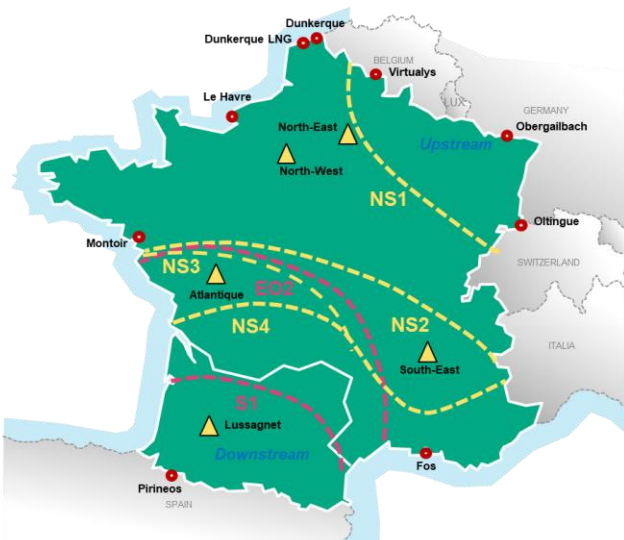 Dunkerque
Dunkerque LNG
BELGIUM
Virtualys
Le Havre
LUX
GERMANY
North-East
Obergailbach
Upstream
North-West
NS1
Oltingue
Montoir
SWITZERLAND
NS3
EO2
Atlantique
NS4
NS2
ITALIA
South-East
S1
Lussagnet
Downstream
Fos
Pirineos
SPAIN